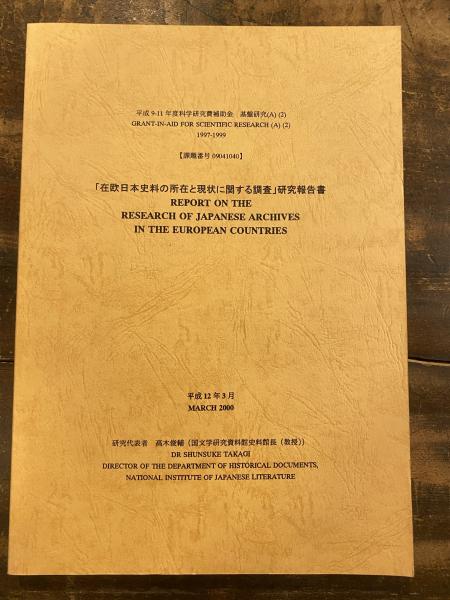 平成9-11年度科学研究費補助金 基盤研究(A)(2)
GRANT-IN-AID FOR SCIENTIFIC RESEARCH (A) (2)
1997-1999
【課題番号 09041040】
「在欧日本史料の所在と現状に関する調査」研究報告書
REPORT ON THE
RESEARCH OF JAPANESE ARCHIVES
IN THE EUROPEAN COUNTRIES
平成12年3月
MARCH 2000
研究代表者 高木俊輔（国文学研究資料館史料館長（教授））
DR SHUNSUKE TAKAGI
DIRECTOR OF THE DEPARTMENT OF HISTORICAL DOCUMENTS,
NATIONAL INSTITUTE OF JAPANESE LITERATURE